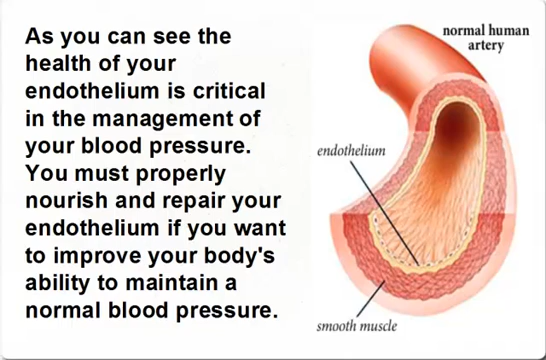 As you can see the
health of your
endothelium is critical
in the management of
your blood pressure.
You must properly
nourish and repair your
endothelium if you want
to improve your body's
ability to maintain a
normal blood pressure.
normal human
artery
endothelium
smooth muscle